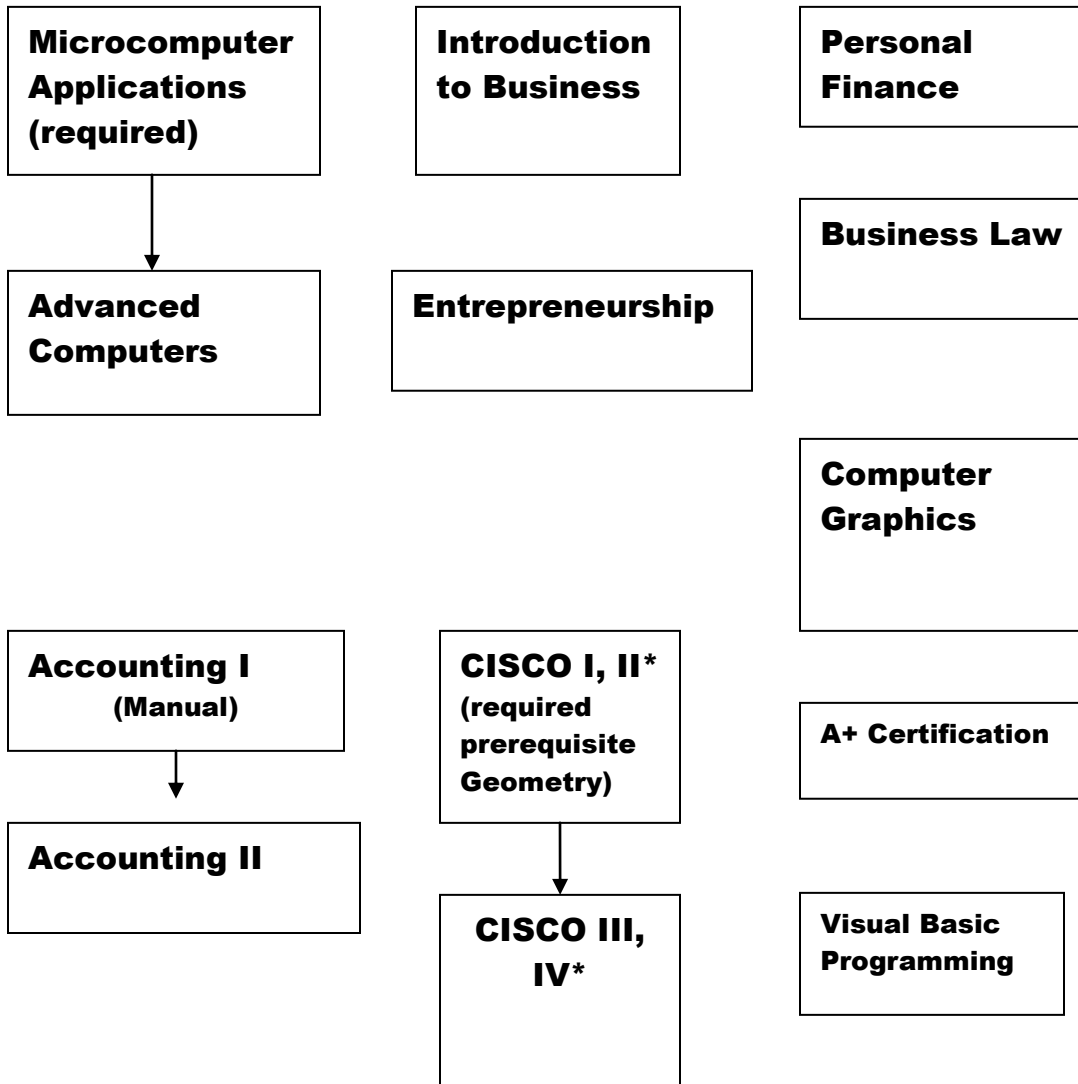 Microcomputer
Applications
(required)
Introduction
to Business
Personal
Finance
Business Law
Advanced
Computers
Entrepreneurship
Computer
Graphics
Accounting I
(Manual)
CISCO I, II*
(required
prerequisite
Geometry)
A+ Certification
Accounting II
CISCO III,
IV*
Visual Basic
Programming